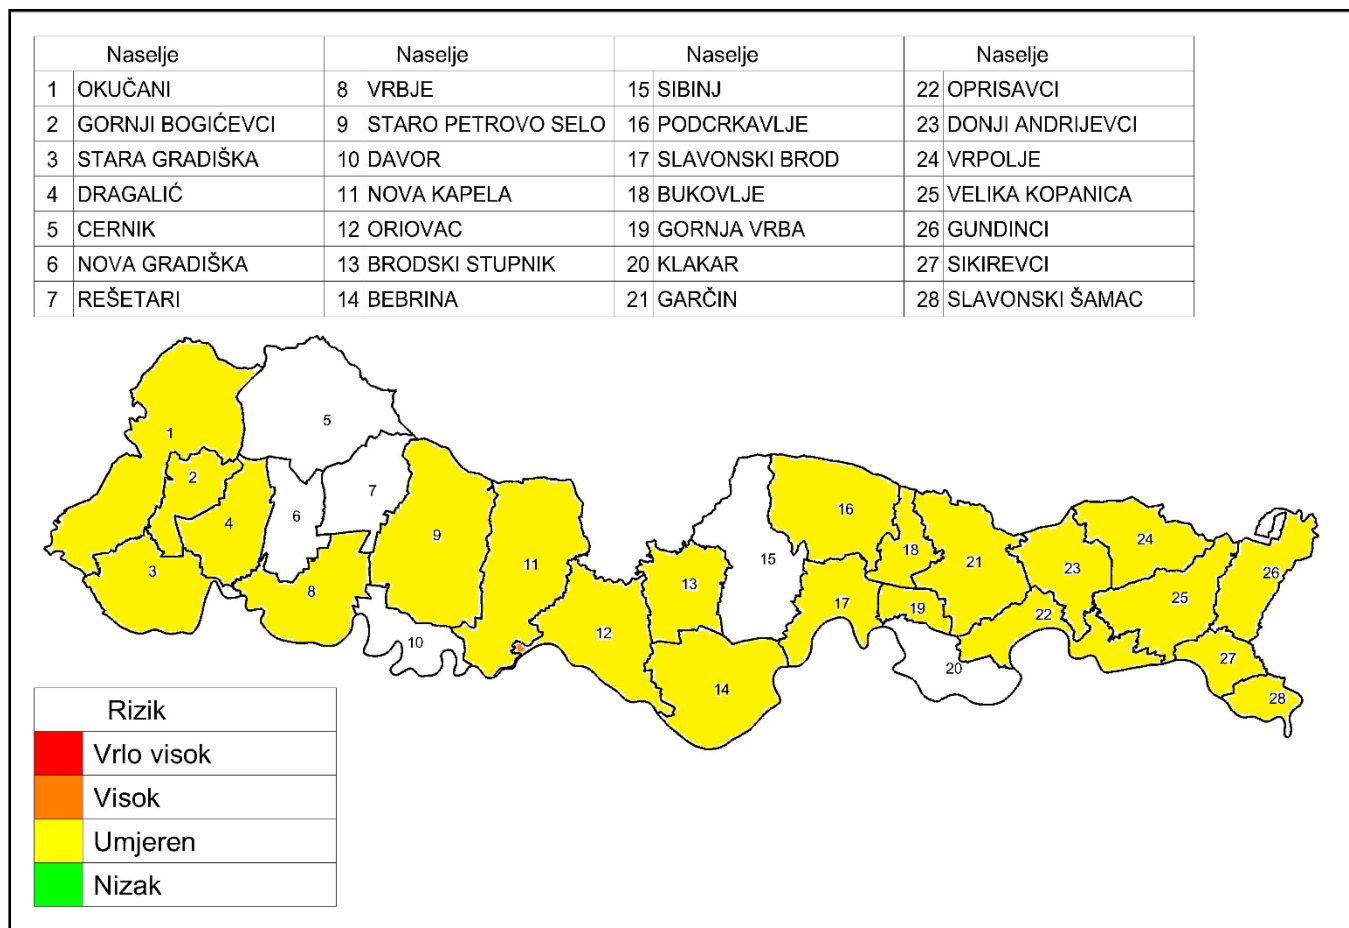 Naselje Naselje Naselje Naselje
1 OKUČANI 8 VRBJE 15 SIBINJ 22 OPRISAVCI
2 GORNJI BOGIĆEVCI 9 STARO PETROVO SELO 16 PODCRKAVLJE 23 DONJI ANDRIJEVCI
3 STARA GRADIŠKA 10 DAVOR 17 SLAVONSKI BROD 24 VRPOLJE
4 DRAGALIĆ 11 NOVA KAPELA 18 BUKOVLJE 25 VELIKA KOPANICA
5 CERNIK 12 ORIOVAC 19 GORNJA VRBA 26 GUNDINCI
6 NOVA GRADIŠKA 13 BRODSKI STUPNIK 20 KLAKAR 27 SIKIREVCI
7 REŠETARI 14 BEBRINA 21 GARČIN 28 SLAVONSKI ŠAMAC
5
1
2
7
6
4
3
8
9
10
11
12
13
14
15
16
17
18
19
20
21
22
23
24
25
26
27
28
Rizik
Vrlo visok
Visok
Umjeren
Nizak